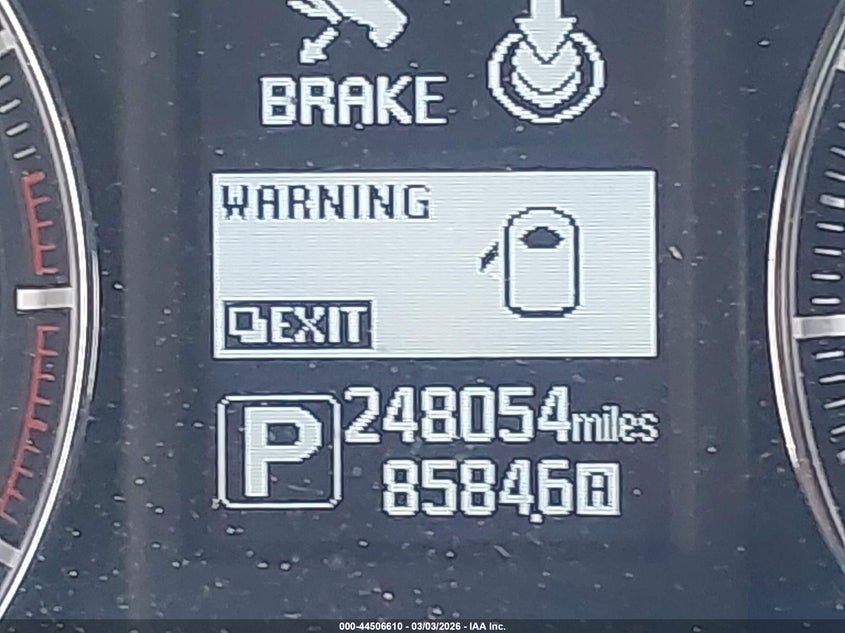 BRAKE
WARNING
EXIT
P
248054miles
8584.6
000-44506610 - 03/03/2026 - IAA Inc.